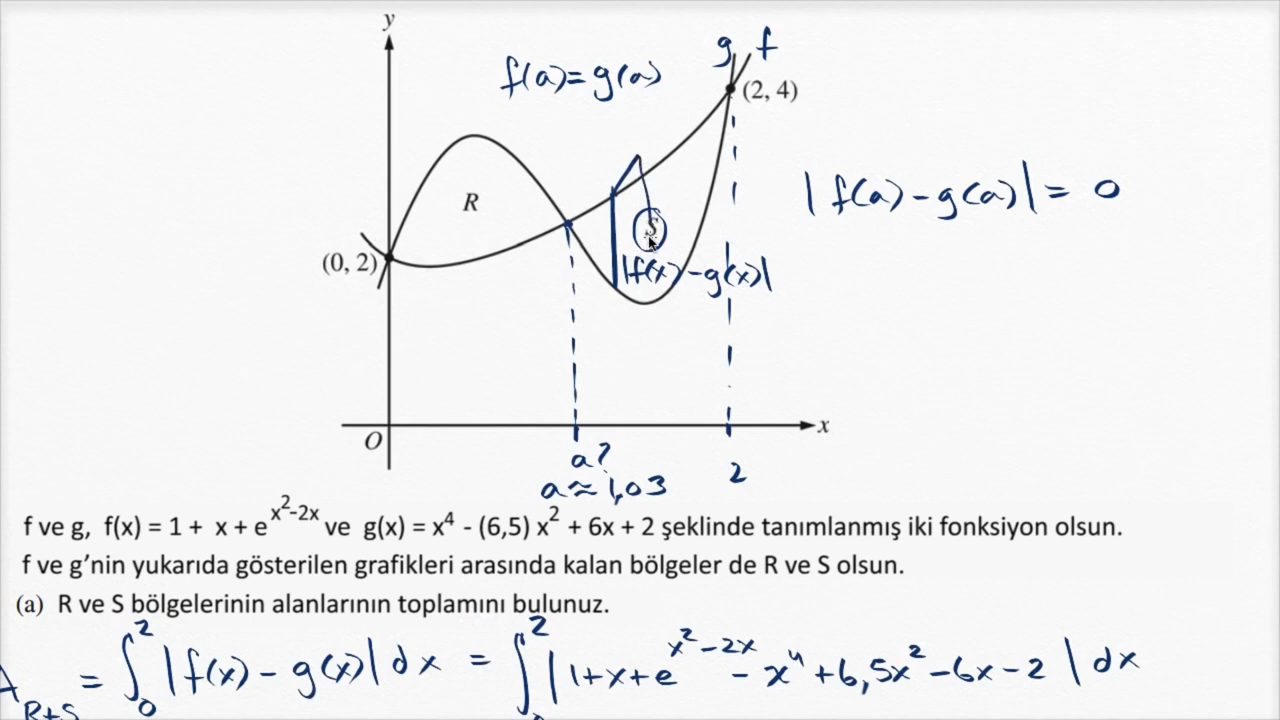 y
g f
f(a) = g(a)
(2, 4)
R
|f(a) - g(a)| = 0
S
(0, 2)
|f(x) - g(x)|
O
x
a?
2
a ≈ 1,03
f ve g, f(x) = 1 + x + e^(x²-2x) ve g(x) = x⁴ - (6,5) x² + 6x + 2 şeklinde tanımlanmış iki fonksiyon olsun.
f ve g’nin yukarıda gösterilen grafikleri arasında kalan bölgeler de R ve S olsun.
(a) R ve S bölgelerinin alanlarının toplamını bulunuz.
A_R+S = ∫₀² |f(x) - g(x)| dx = ∫₀² |1+x+e^(x²-2x) - x⁴ + 6,5x² - 6x - 2| dx